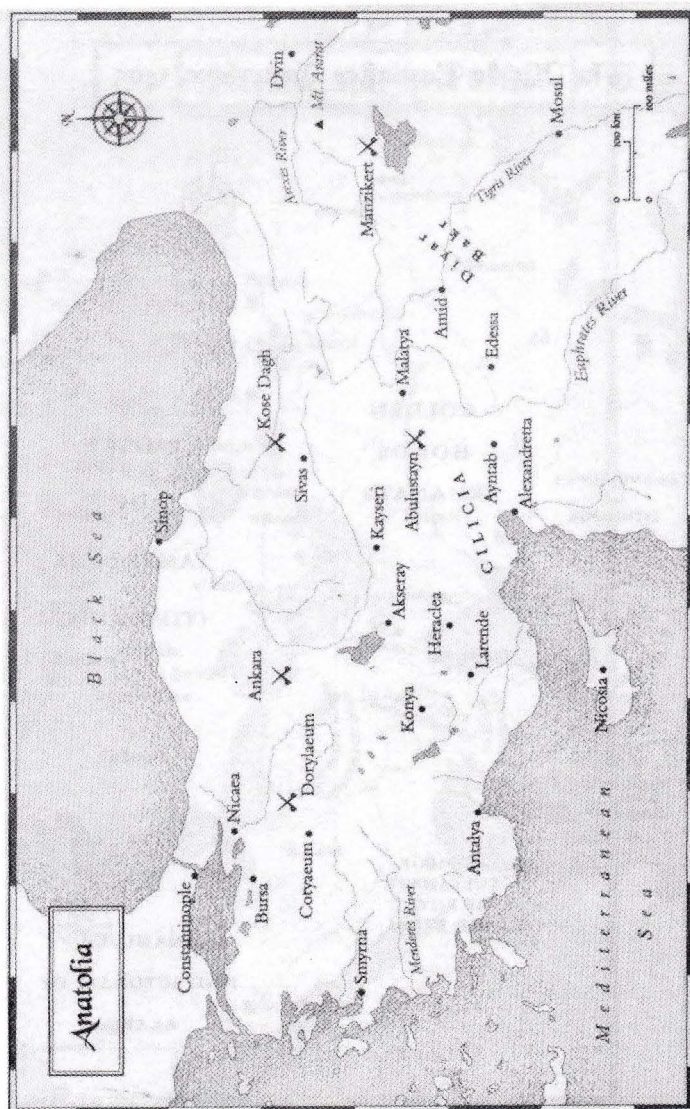 Anatolia
N
Black Sea
Constantinople
Nicaea
Bursa
Dorylaeum
Cotyaeum
Smyrna
Menderes River
Antalya
Mediterranean
Sea
Sinop
Ankara
Kose Dagh
Sivas
Kayseri
Akseray
Konya
Heraclea
Larende
Nicosia
CILICIA
Abulustayn
Malatya
Ayntab
Alexandretta
Edessa
Amid
Diyar
Bakr
Manzikert
Araxes River
Mt. Ararat
Dvin
Tigris River
Mosul
Euphrates River
100 km.
100 miles